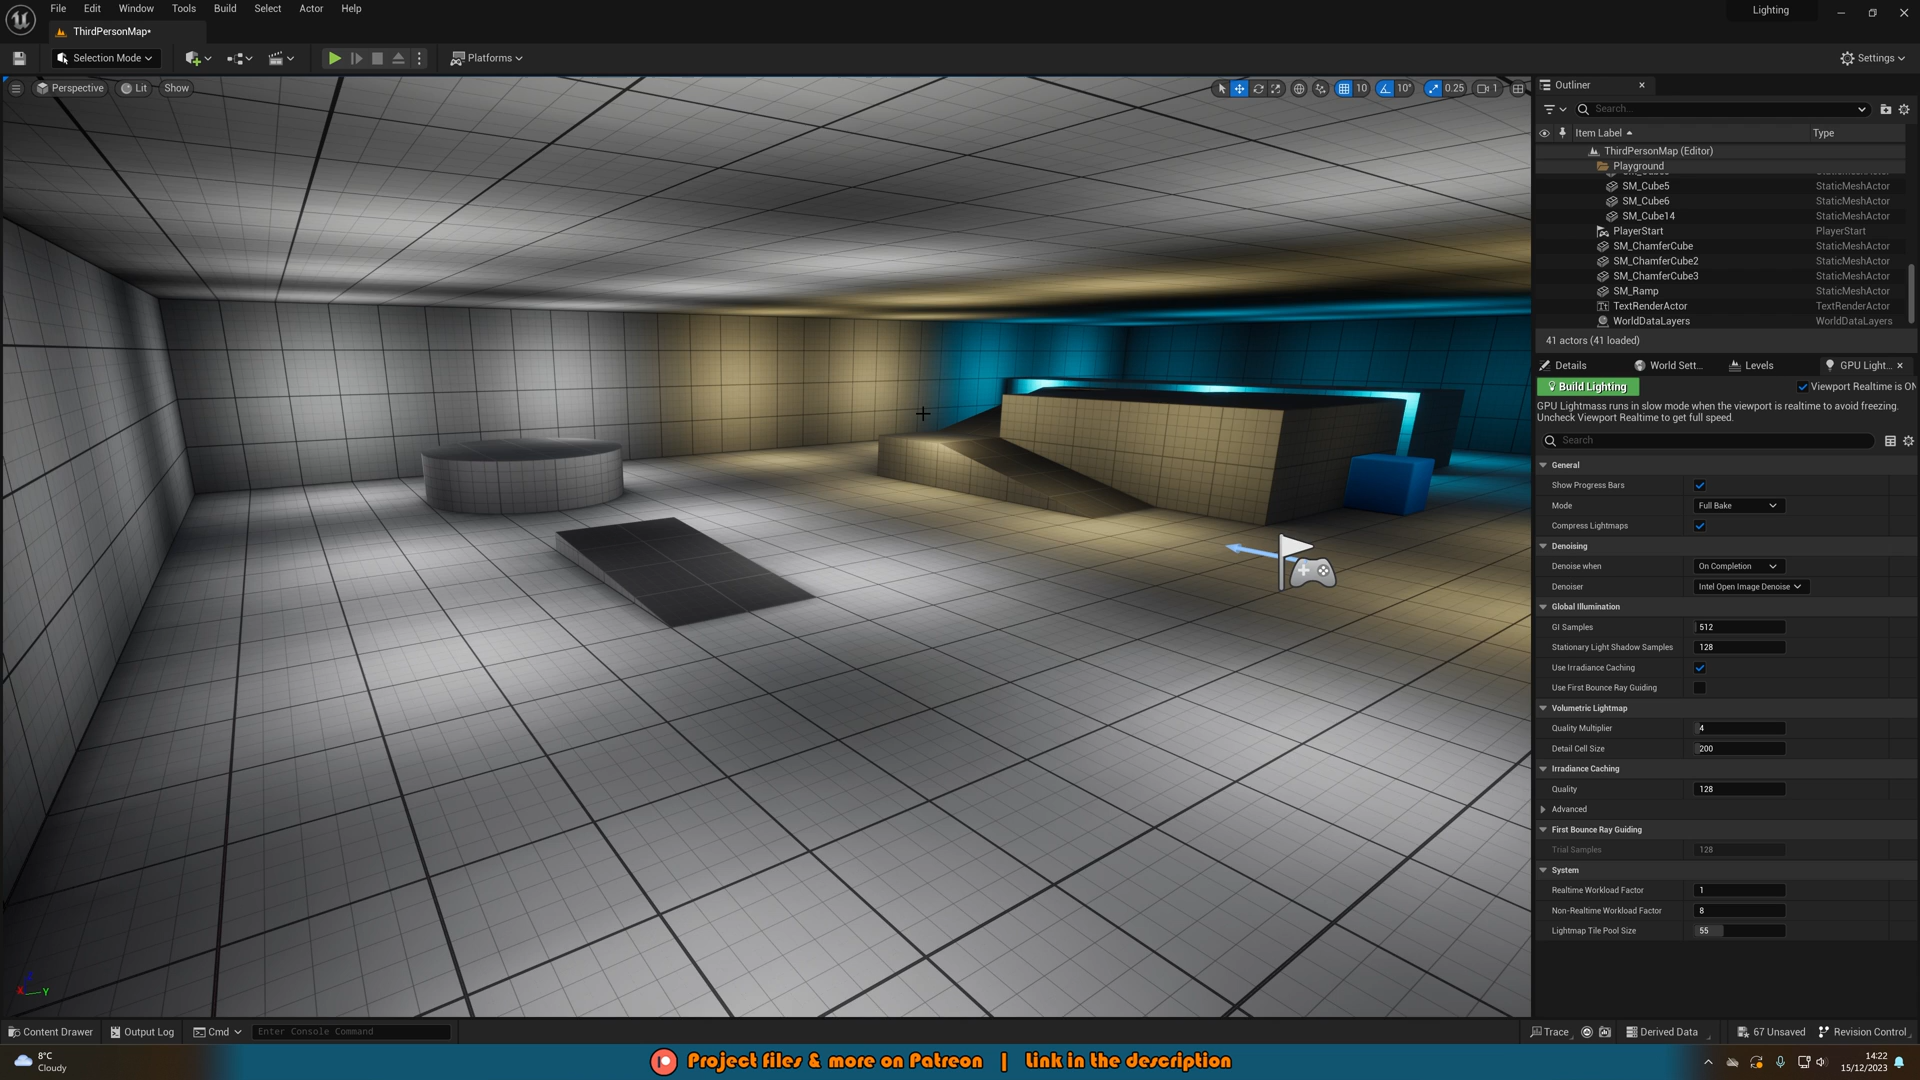 File Edit Window Tools Build Select Actor Help
Lighting
ThirdPersonMap*
Selection Mode
Platforms
Settings
Perspective Lit Show
10 10° 0.25 1
Outliner
Search...
Item Label Type
ThirdPersonMap (Editor)
Playground
SM_Cube5 StaticMeshActor
SM_Cube6 StaticMeshActor
SM_Cube14 StaticMeshActor
PlayerStart PlayerStart
SM_ChamferCube StaticMeshActor
SM_ChamferCube2 StaticMeshActor
SM_ChamferCube3 StaticMeshActor
SM_Ramp StaticMeshActor
TextRenderActor TextRenderActor
WorldDataLayers WorldDataLayers
41 actors (41 loaded)
Details World Sett... Levels GPU Light...
Build Lighting Viewport Realtime is ON
GPU Lightmass runs in slow mode when the viewport is realtime to avoid freezing.
Uncheck Viewport Realtime to get full speed.
Search
General
Show Progress Bars
Mode Full Bake
Compress Lightmaps
Denoising
Denoise when On Completion
Denoiser Intel Open Image Denoise
Global Illumination
GI Samples 512
Stationary Light Shadow Samples 128
Use Irradiance Caching
Use First Bounce Ray Guiding
Volumetric Lightmap
Quality Multiplier 4
Detail Cell Size 200
Irradiance Caching
Quality 128
Advanced
First Bounce Ray Guiding
Trial Samples 128
System
Realtime Workload Factor 1
Non-Realtime Workload Factor 8
Lightmap Tile Pool Size 55
X Y
Content Drawer Output Log Cmd Enter Console Command
Trace Derived Data 67 Unsaved Revision Control
8°C
Cloudy
Project files & more on Patreon | Link in the description
14:22
15/12/2023